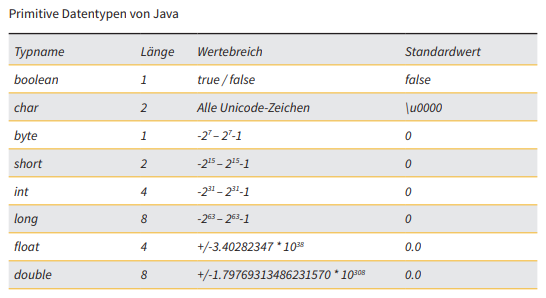 Primitive Datentypen von Java
Typname Länge Wertebreich Standardwert
boolean 1 true / false false
char 2 Alle Unicode-Zeichen \u0000
byte 1 -2⁷ – 2⁷-1 0
short 2 -2¹⁵ – 2¹⁵-1 0
int 4 -2³¹ – 2³¹-1 0
long 8 -2⁶³ – 2⁶³-1 0
float 4 +/-3.40282347 * 10³⁸ 0.0
double 8 +/-1.79769313486231570 * 10³⁰⁸ 0.0